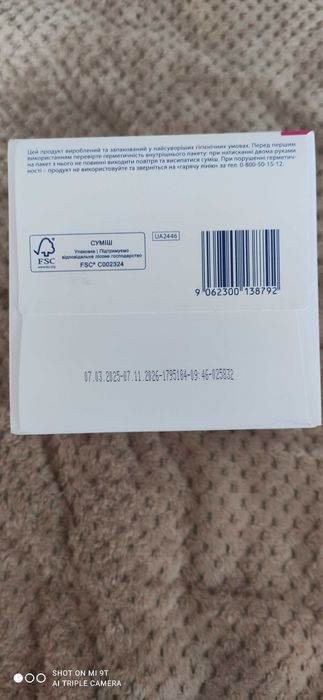 Цей продукт вироблений та запакований у найсуворіших гігієнічних умовах. Перед першим
використанням перевірте герметичність внутрішнього пакету: при натисканні двома руками
на пакет з нього не повинні виходити повітря та висипатися суміш. При порушенні герметич-
ності – продукт не використовуйте та зверніться на «гарячу лінію» за тел. 0-800-50-15-12.
FSC
www.fsc.org
СУМІШ
Упаковка | Підтримуємо
відповідальне лісове господарство
FSC® C002324
UA2446
9 062300 138792
07.03.2025-07.11.2026-1795184-09:46-025832
SHOT ON MI 9T
AI TRIPLE CAMERA